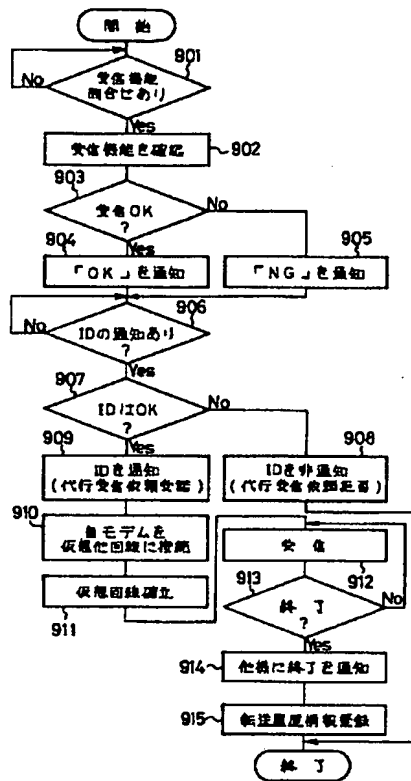 開始
901
受信機能
問合せあり
No
Yes
受信機能を確認
902
903
受信OK
?
No
Yes
904
「OK」を通知
905
「NG」を通知
906
IDの通知あり
?
No
Yes
907
IDはOK
?
No
Yes
909
IDを通知
(代行受信依頼受諾)
908
IDを非通知
(代行受信依頼拒否)
910
自モデムを
仮想他回線に接続
仮想回線確立
911
受信
912
913
終了
?
No
Yes
914
他機に終了を通知
915
転送履歴情報登録
終了